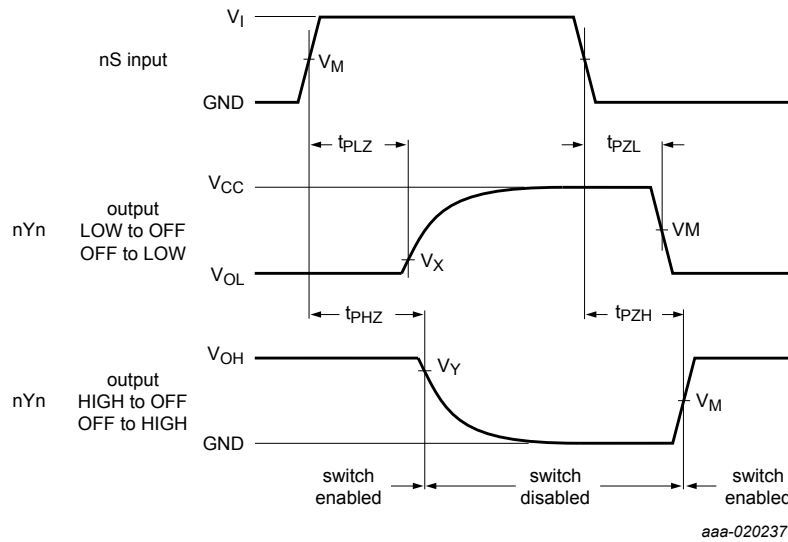 V_I
nS input
V_M
GND
t_PLZ
t_PZL
V_CC
nYn
output
LOW to OFF
OFF to LOW
VM
V_X
V_OL
t_PHZ
t_PZH
V_OH
V_Y
nYn
output
HIGH to OFF
OFF to HIGH
V_M
GND
switch
enabled
switch
disabled
switch
enabled
aaa-020237